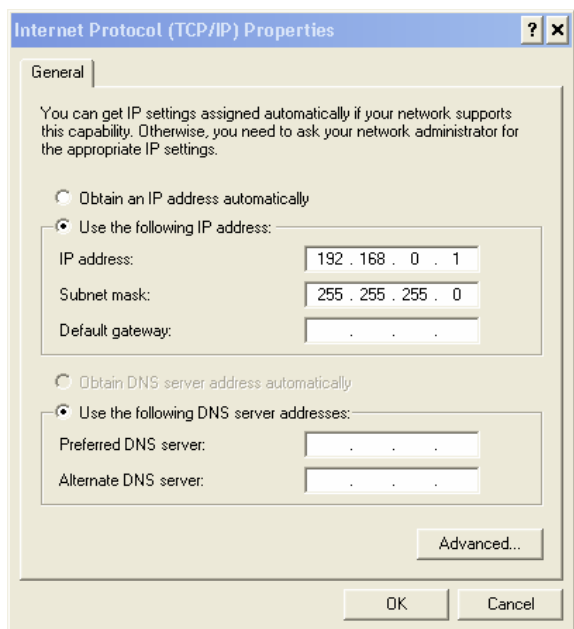 Internet Protocol (TCP/IP) Properties
General
You can get IP settings assigned automatically if your network supports
this capability. Otherwise, you need to ask your network administrator for
the appropriate IP settings.
Obtain an IP address automatically
Use the following IP address:
IP address: 192 . 168 . 0 . 1
Subnet mask: 255 . 255 . 255 . 0
Default gateway: . . .
Obtain DNS server address automatically
Use the following DNS server addresses:
Preferred DNS server: . . .
Alternate DNS server: . . .
Advanced...
OK Cancel